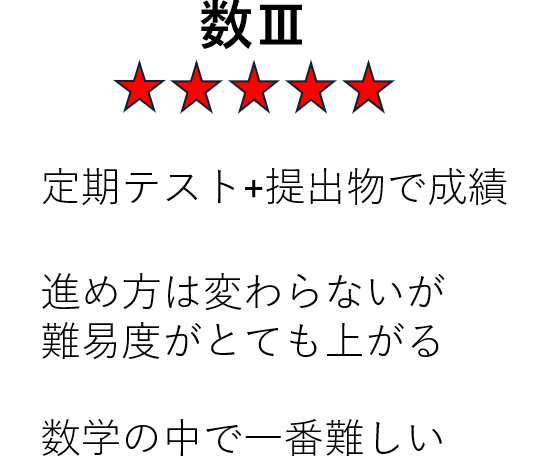 数Ⅲ
★★★★★
定期テスト+提出物で成績
進め方は変わらないが
難易度がとても上がる
数学の中で一番難しい